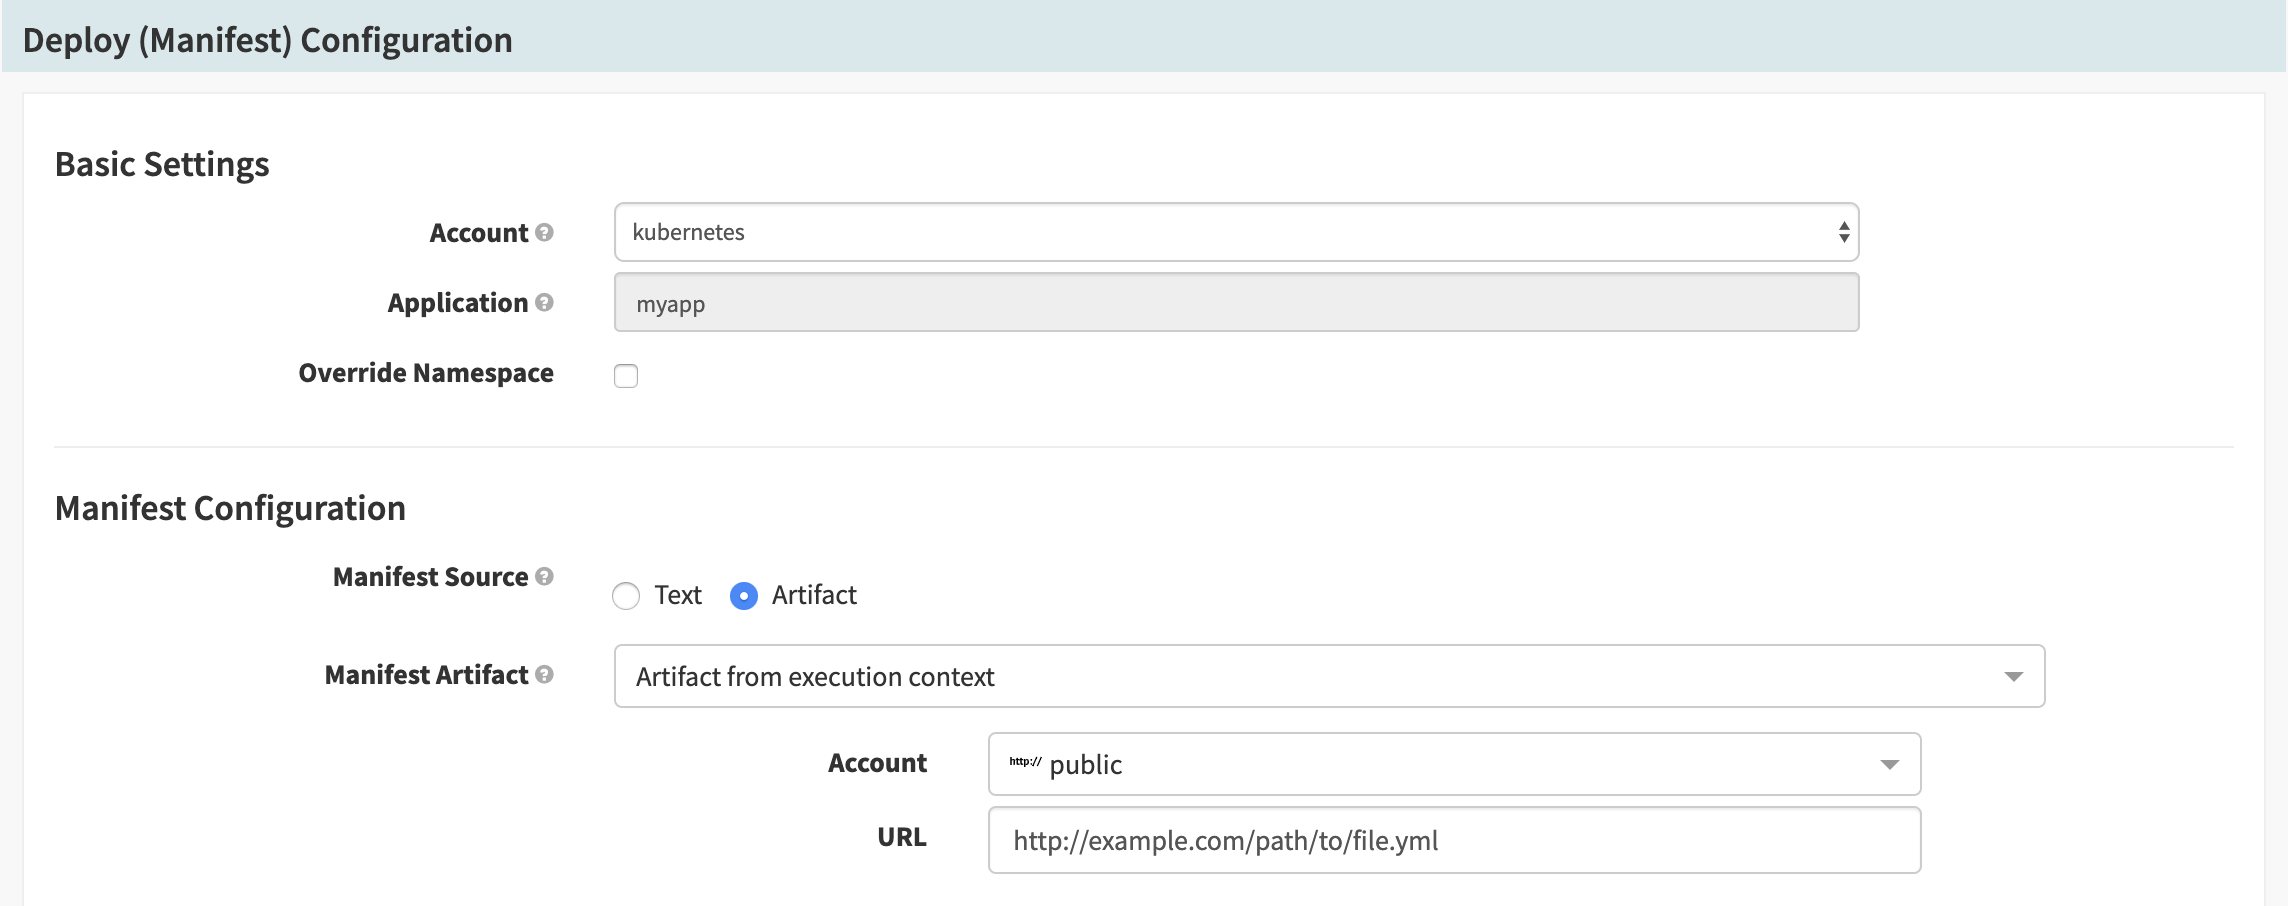 Deploy (Manifest) Configuration
Basic Settings
Account ?
kubernetes
Application ?
myapp
Override Namespace
Manifest Configuration
Manifest Source ?
Text Artifact
Manifest Artifact ?
Artifact from execution context
Account
http:// public
URL
http://example.com/path/to/file.yml